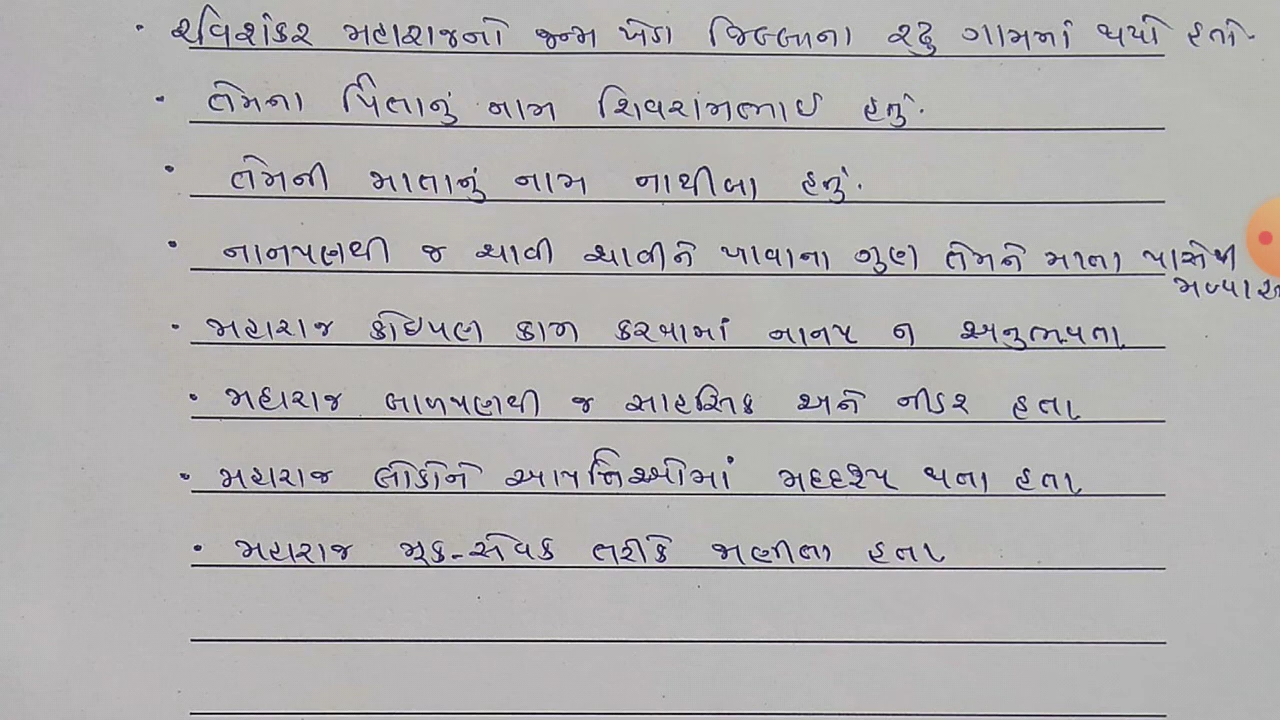 • રવિશંકર મહારાજનો જન્મ ખેડા જિલ્લાના રઢુ ગામમાં થયો હતો.
• તેમના પિતાનું નામ શિવરાંમભાઈ હતું.
• તેમની માતાનું નામ નાથીબા હતું.
• નાનપણથી જ ચાવી ચાવીને ખાવાના ગુણ તેમને માતા પાસેથી
મળ્યા
• મહારાજ કદિપણ કામ કરવામાં નાનપ ન અનુભવતા
• મહારાજ બાળપણથી જ સાહસિક અને નીડર હતા
• મહારાજ લોકોને આપત્તિઓમાં મદદરૂપ થતા હતા
• મહારાજ મૂક-સેવક તરીકે જાણીતા હતા